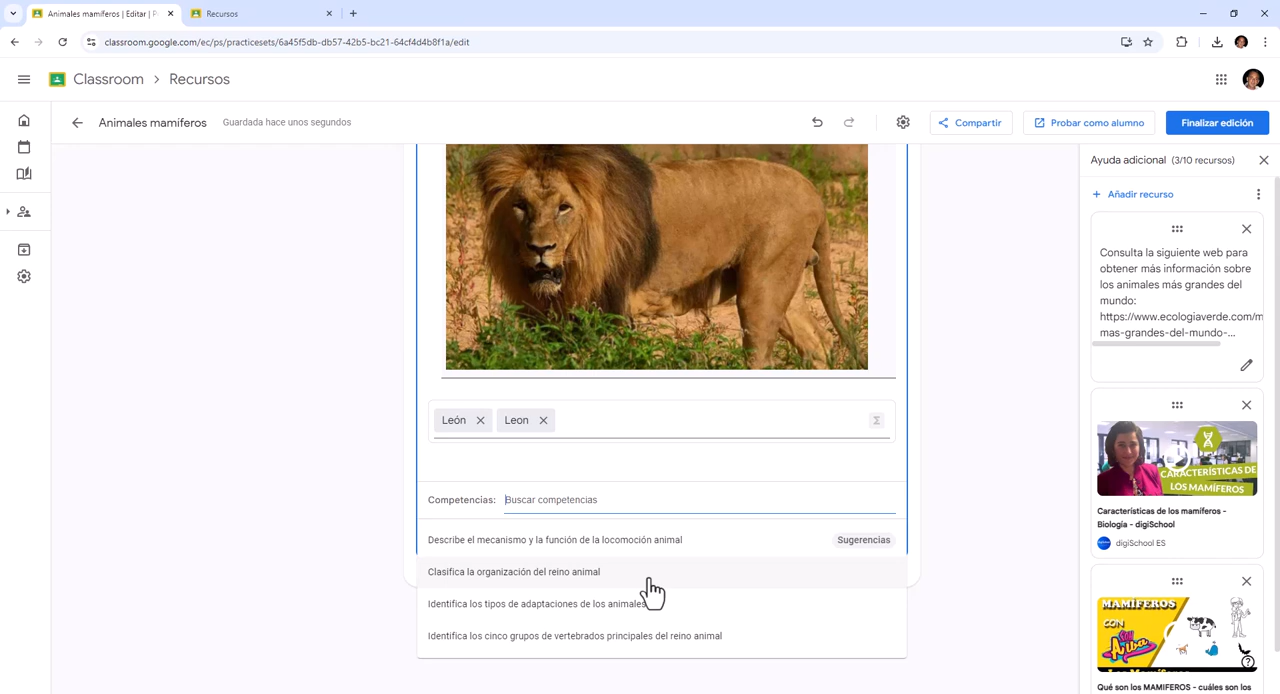 Animales mamíferos | Editar | P
Recursos
classroom.google.com/ec/ps/practicesets/6a45f5db-db57-42b5-bc21-64cf4d4b8f1a/edit
Classroom > Recursos
Animales mamíferos
Guardada hace unos segundos
Compartir
Probar como alumno
Finalizar edición
León
Leon
Σ
Competencias: Buscar competencias
Describe el mecanismo y la función de la locomoción animal
Sugerencias
Clasifica la organización del reino animal
Identifica los tipos de adaptaciones de los animales
Identifica los cinco grupos de vertebrados principales del reino animal
Ayuda adicional (3/10 recursos)
+ Añadir recurso
Consulta la siguiente web para
obtener más información sobre
los animales más grandes del
mundo:
https://www.ecologiaverde.com/m
mas-grandes-del-mundo-...
CARACTERÍSTICAS DE
LOS MAMÍFEROS
Características de los mamíferos -
Biología - digiSchool
digiSchool ES
MAMÍFEROS
CON
Alba
Los Mamíferos
Qué son los MAMIFEROS - cuáles son los